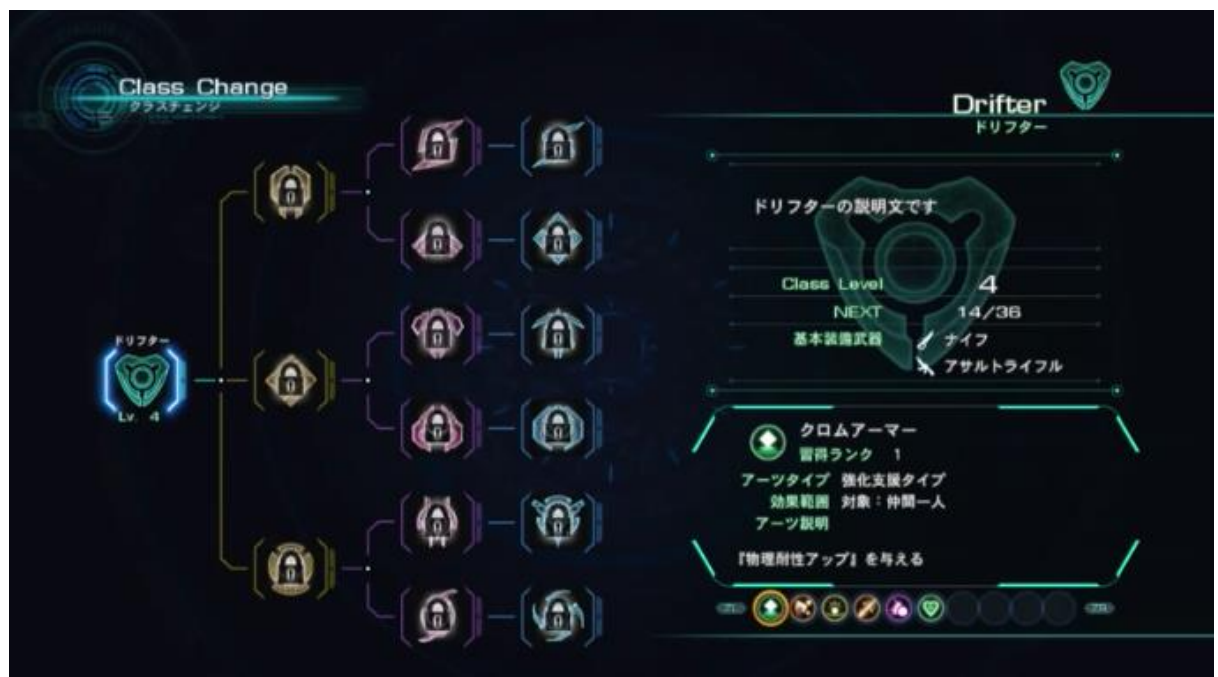 Class Change
クラスチェンジ
Drifter
ドリフター
ドリフターの説明文です
Class Level 4
NEXT 14/36
基本装備武器 ナイフ
アサルトライフル
ドリフター
Lv. 4
クロムアーマー
習得ランク 1
アーツタイプ 強化支援タイプ
効果範囲 対象：仲間一人
アーツ説明
『物理耐性アップ』を与える
ZL
ZR